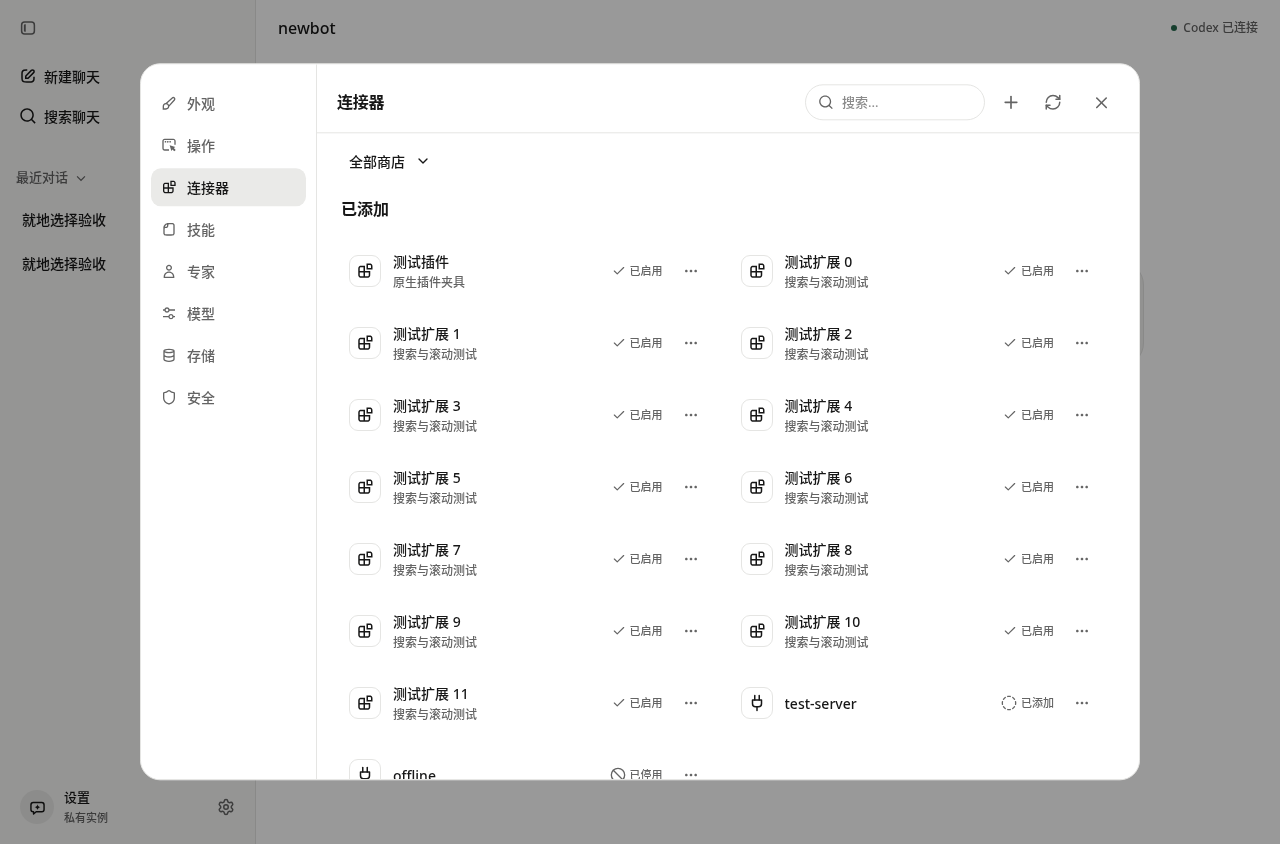 newbot
Codex 已连接
新建聊天
搜索聊天
最近对话
就地选择验收
就地选择验收
设置
私有实例
外观
操作
连接器
技能
专家
模型
存储
安全
连接器
搜索...
全部商店
已添加
测试插件
原生插件夹具
已启用
测试扩展 0
搜索与滚动测试
已启用
测试扩展 1
搜索与滚动测试
已启用
测试扩展 2
搜索与滚动测试
已启用
测试扩展 3
搜索与滚动测试
已启用
测试扩展 4
搜索与滚动测试
已启用
测试扩展 5
搜索与滚动测试
已启用
测试扩展 6
搜索与滚动测试
已启用
测试扩展 7
搜索与滚动测试
已启用
测试扩展 8
搜索与滚动测试
已启用
测试扩展 9
搜索与滚动测试
已启用
测试扩展 10
搜索与滚动测试
已启用
测试扩展 11
搜索与滚动测试
已启用
test-server
已添加
offline
已停用